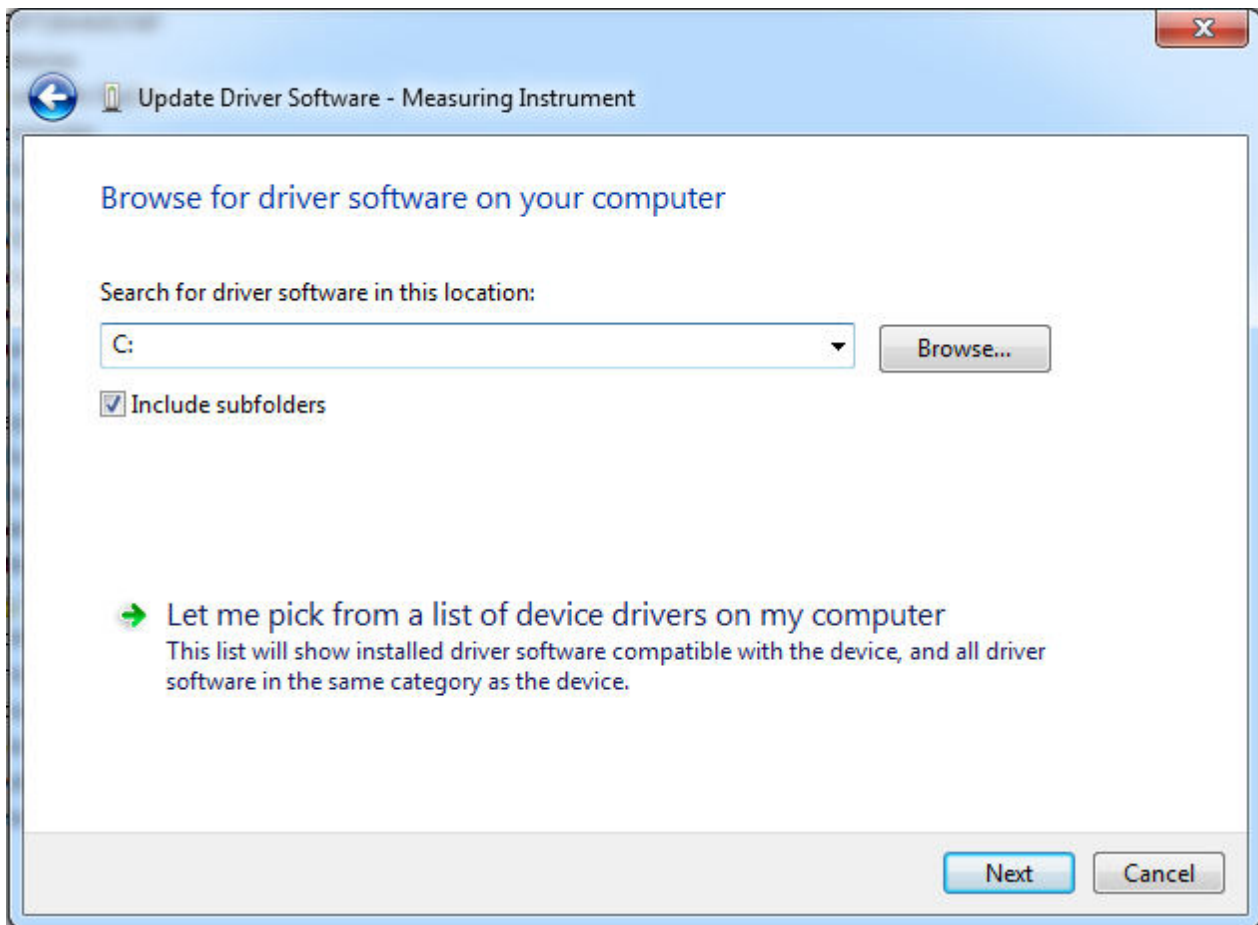 Update Driver Software - Measuring Instrument
Browse for driver software on your computer
Search for driver software in this location:
C:
Browse...
Include subfolders
Let me pick from a list of device drivers on my computer
This list will show installed driver software compatible with the device, and all driver
software in the same category as the device.
Next
Cancel